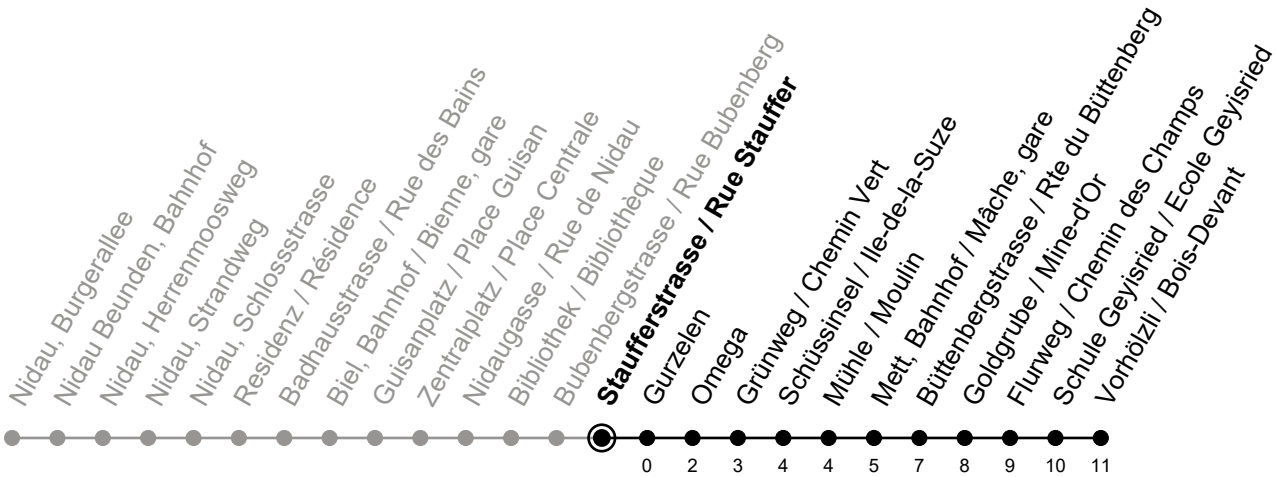 Nidau, Burgerallee
Nidau Beunden, Bahnhof
Nidau, Herrenmoosweg
Nidau, Strandweg
Nidau, Schlossstrasse
Residenz / Résidence
Badhausstrasse / Rue des Bains
Biel, Bahnhof / Bienne, gare
Guisanplatz / Place Guisan
Zentralplatz / Place Centrale
Nidaugasse / Rue de Nidau
Bibliothek / Bibliothèque
Bubenbergstrasse / Rue Bubenberg
Staufferstrasse / Rue Stauffer
Gurzelen
Omega
Grünweg / Chemin Vert
Schüssinsel / Ile-de-la-Suze
Mühle / Moulin
Mett, Bahnhof / Mâche, gare
Büttenbergstrasse / Rte du Büttenberg
Goldgrube / Mine-d'Or
Flurweg / Chemin des Champs
Schule Geyisried / Ecole Geyisried
Vorhölzli / Bois-Devant
0 2 3 4 4 5 7 8 9 10 11